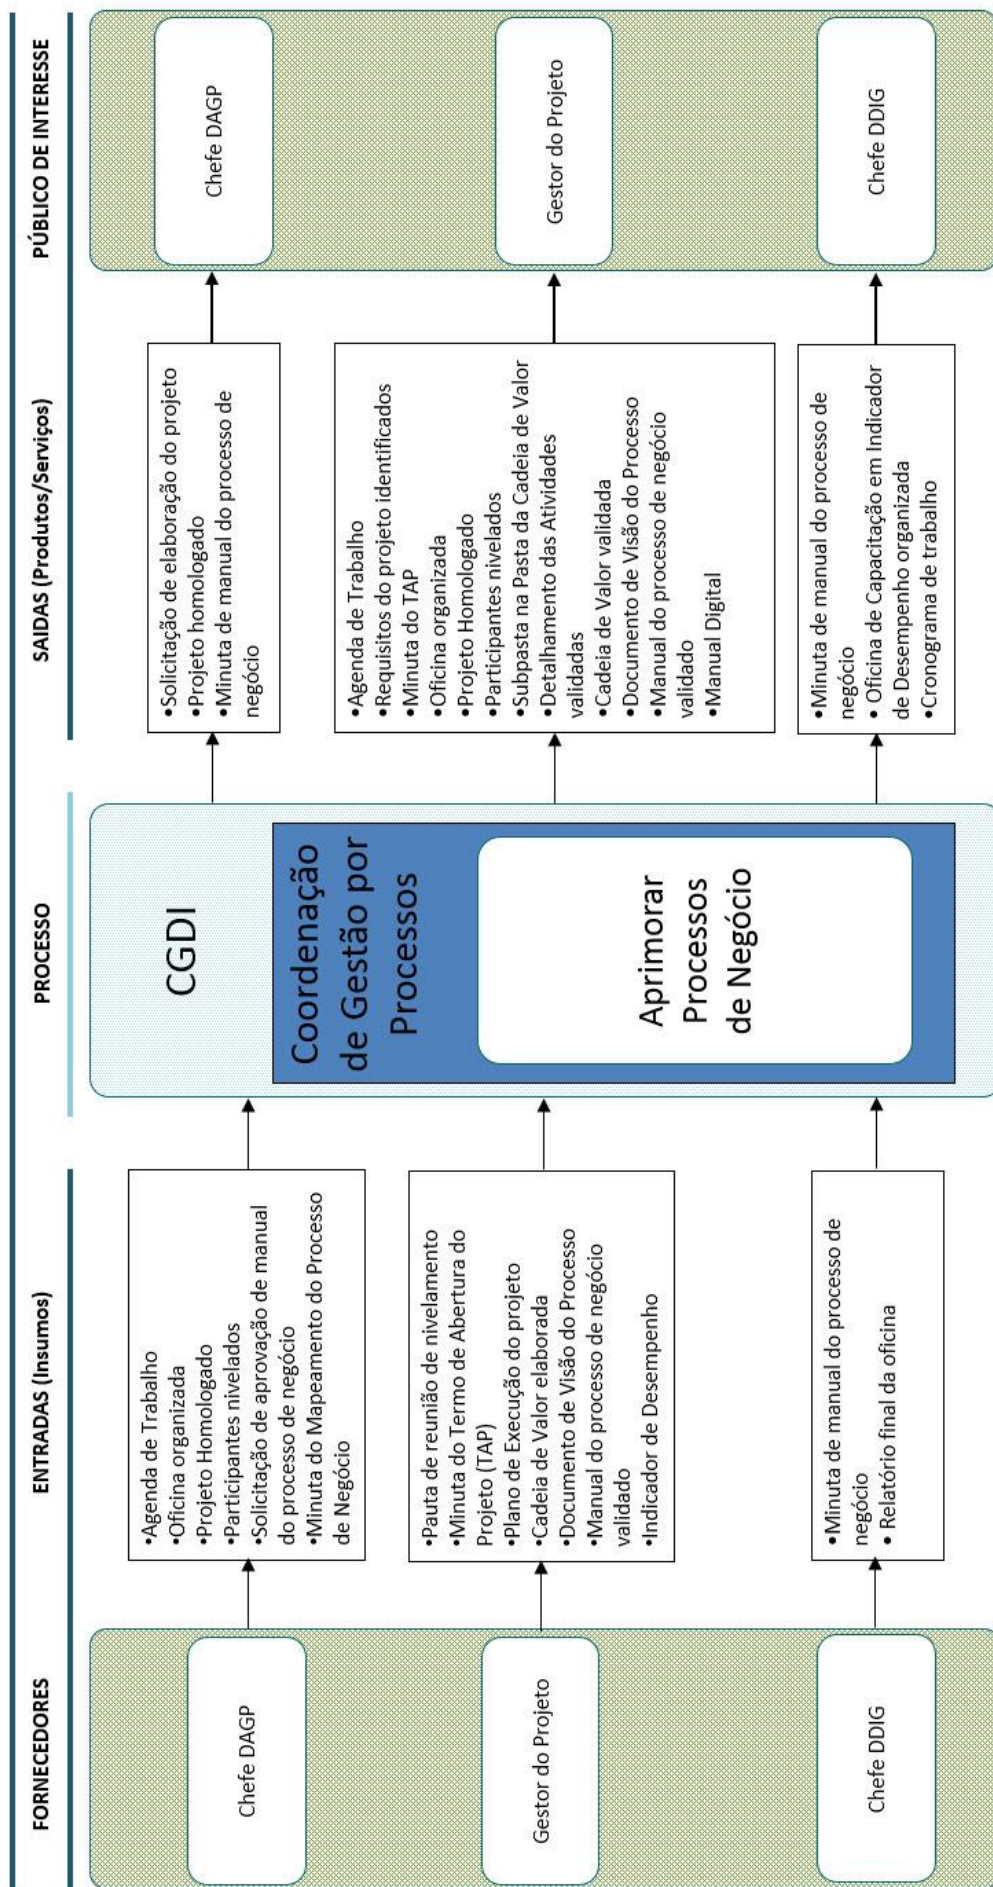 FORNECEDORES
ENTRADAS (Insumos)
PROCESSO
SAIDAS (Produtos/Serviços)
PÚBLICO DE INTERESSE
Chefe DAGP
•Agenda de Trabalho
•Oficina organizada
•Projeto Homologado
•Participantes nivelados
•Solicitação de aprovação de manual
do processo de negócio
•Minuta do Mapeamento do Processo
de Negócio
CGDI
•Solicitação de elaboração do projeto
•Projeto homologado
•Minuta de manual do processo de
negócio
Chefe DAGP
Gestor do Projeto
•Pauta de reunião de nivelamento
•Minuta do Termo de Abertura do
Projeto (TAP)
•Plano de Execução do projeto
•Cadeia de Valor elaborada
•Documento de Visão do Processo
•Manual do processo de negócio
validado
•Indicador de Desempenho
Coordenação
de Gestão por
Processos
Aprimorar
Processos
de Negócio
•Agenda de Trabalho
•Requisitos do projeto identificados
•Minuta do TAP
•Oficina organizada
•Projeto Homologado
•Participantes nivelados
•Subpasta na Pasta da Cadeia de Valor
•Detalhamento das Atividades
validadas
•Cadeia de Valor validada
•Documento de Visão do Processo
•Manual do processo de negócio
validado
•Manual Digital
Gestor do Projeto
Chefe DDIG
•Minuta de manual do processo de
negócio
• Relatório final da oficina
•Minuta de manual do processo de
negócio
• Oficina de Capacitação em Indicador
de Desempenho organizada
•Cronograma de trabalho
Chefe DDIG